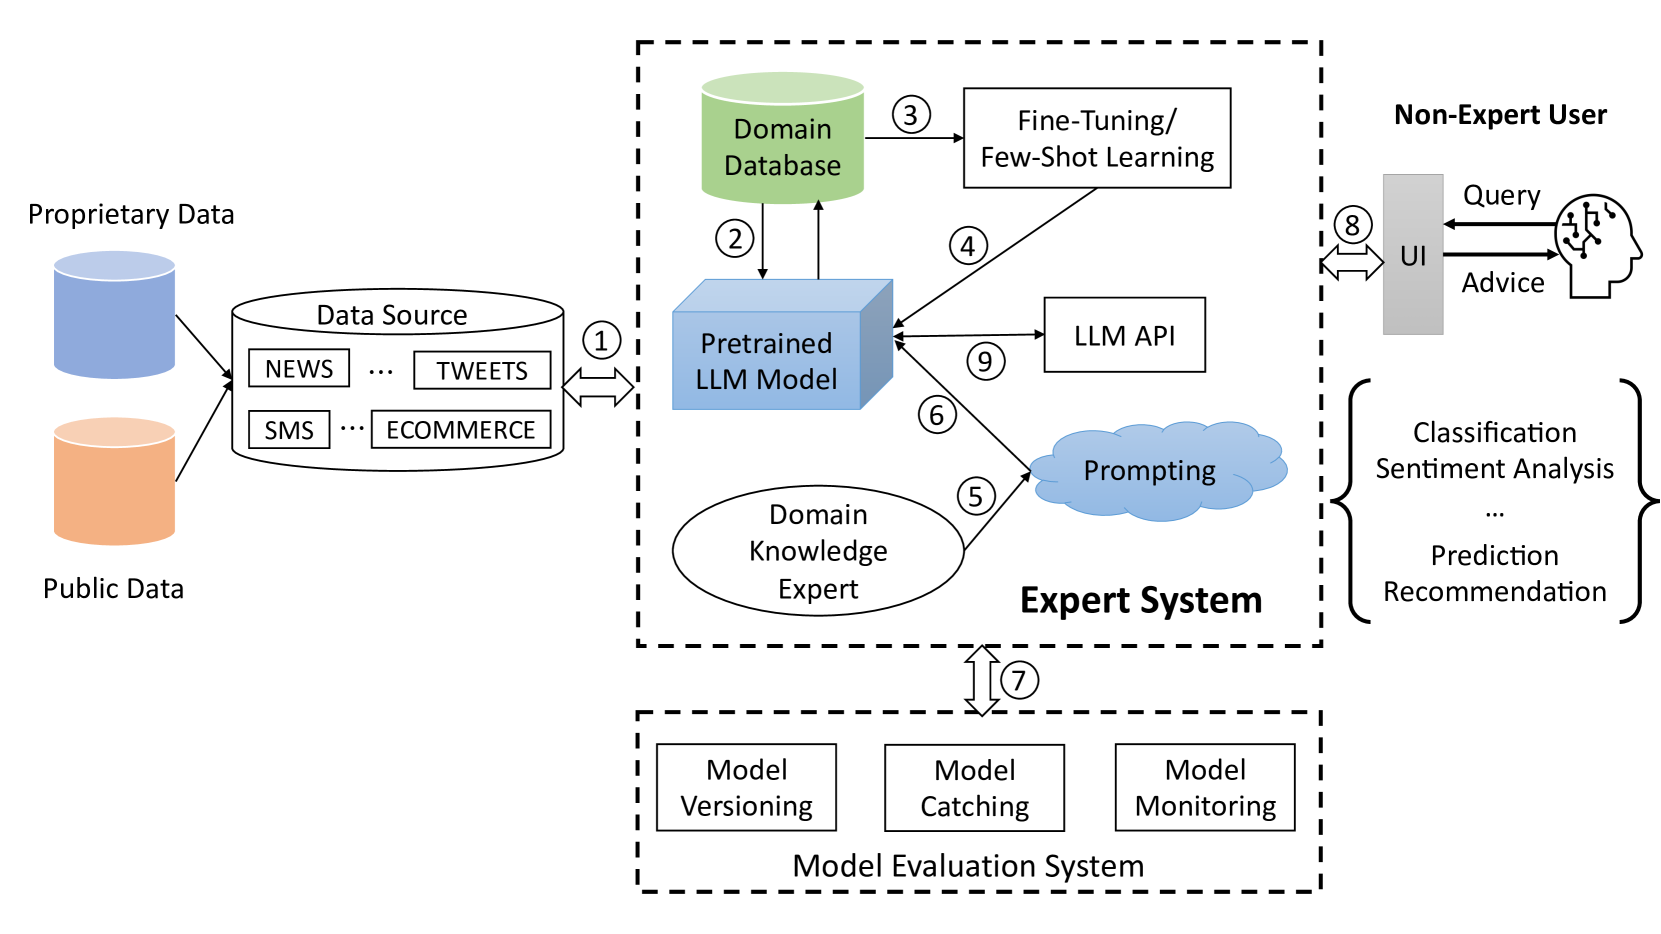 Proprietary Data
Public Data
Data Source
NEWS
...
TWEETS
SMS
...
ECOMMERCE
1
Domain
Database
3
Fine-Tuning/
Few-Shot Learning
2
4
Pretrained
LLM Model
LLM API
9
6
Prompting
5
Domain
Knowledge
Expert
Expert System
7
Model
Versioning
Model
Catching
Model
Monitoring
Model Evaluation System
Non-Expert User
8
UI
Query
Advice
Classification
Sentiment Analysis
...
Prediction
Recommendation